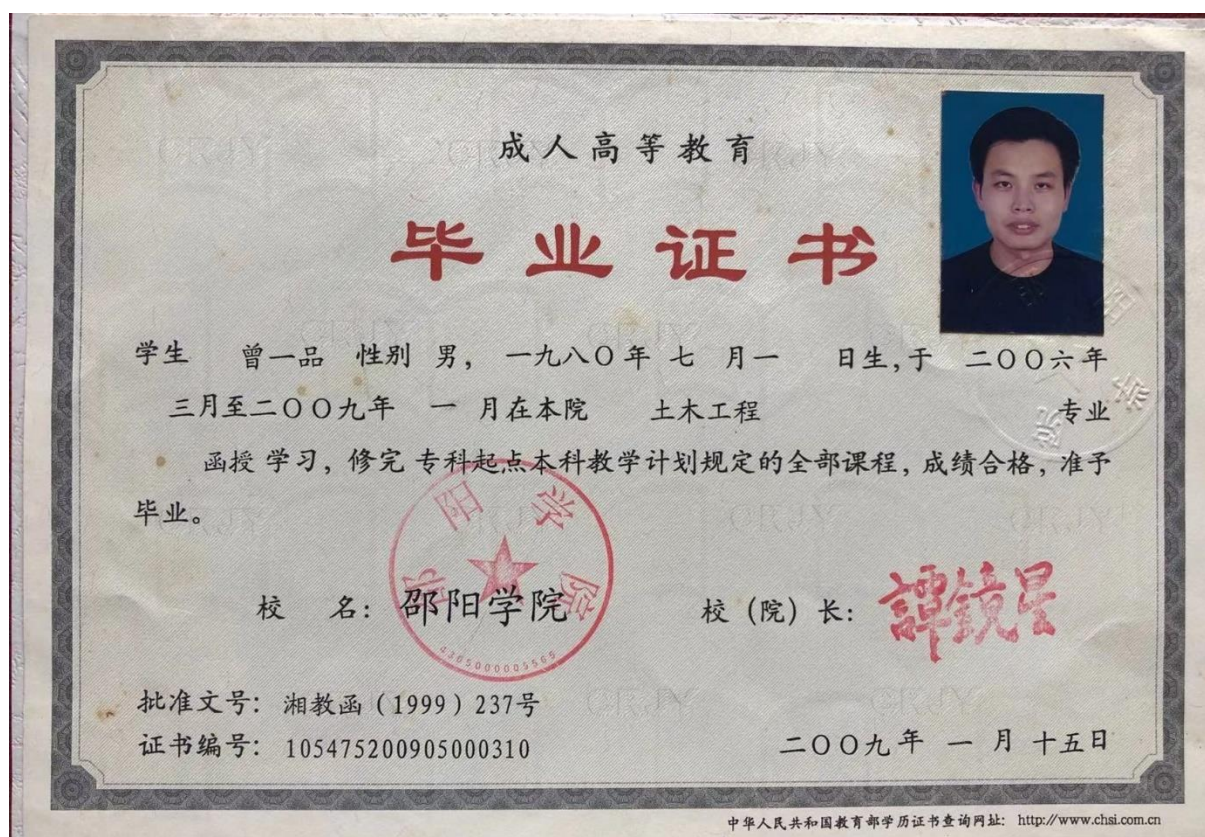 成人高等教育
毕业证书
学生 曾一品 性别 男, 一九八〇年 七 月一 日生,于 二〇〇六年
三月至二〇〇九年 一 月在本院 土木工程 专业
函授 学习,修完 专科起点本科教学计划规定的全部课程,成绩合格,准予
毕业。
校 名: 邵阳学院
校(院)长: 譚鏡星
邵阳学院
4305000005565
批准文号: 湘教函(1999)237号
证书编号: 105475200905000310
二〇〇九年 一 月 十五日
中华人民共和国教育部学历证书查询网址: http://www.chsi.com.cn